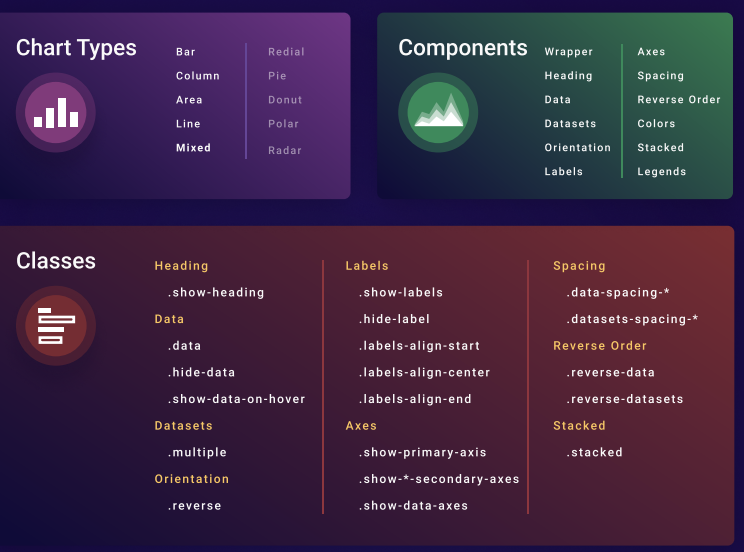 Chart Types
Bar
Column
Area
Line
Mixed
Redial
Pie
Donut
Polar
Radar
Components
Wrapper
Heading
Data
Datasets
Orientation
Labels
Axes
Spacing
Reverse Order
Colors
Stacked
Legends
Classes
Heading
.show-heading
Data
.data
.hide-data
.show-data-on-hover
Datasets
.multiple
Orientation
.reverse
Labels
.show-labels
.hide-label
.labels-align-start
.labels-align-center
.labels-align-end
Axes
.show-primary-axis
.show-*-secondary-axes
.show-data-axes
Spacing
.data-spacing-*
.datasets-spacing-*
Reverse Order
.reverse-data
.reverse-datasets
Stacked
.stacked